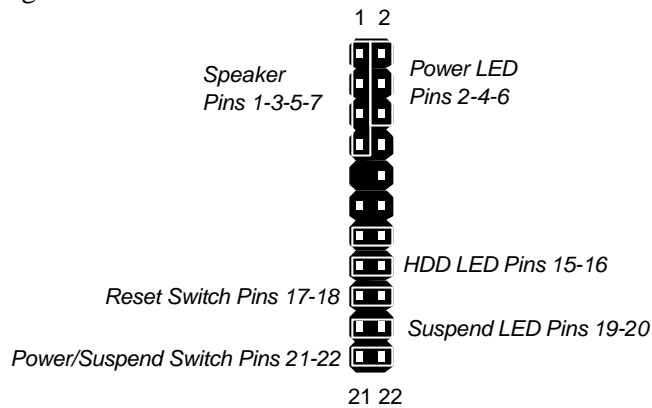 1 2
Speaker
Pins 1-3-5-7
Power LED
Pins 2-4-6
HDD LED Pins 15-16
Reset Switch Pins 17-18
Suspend LED Pins 19-20
Power/Suspend Switch Pins 21-22
21 22